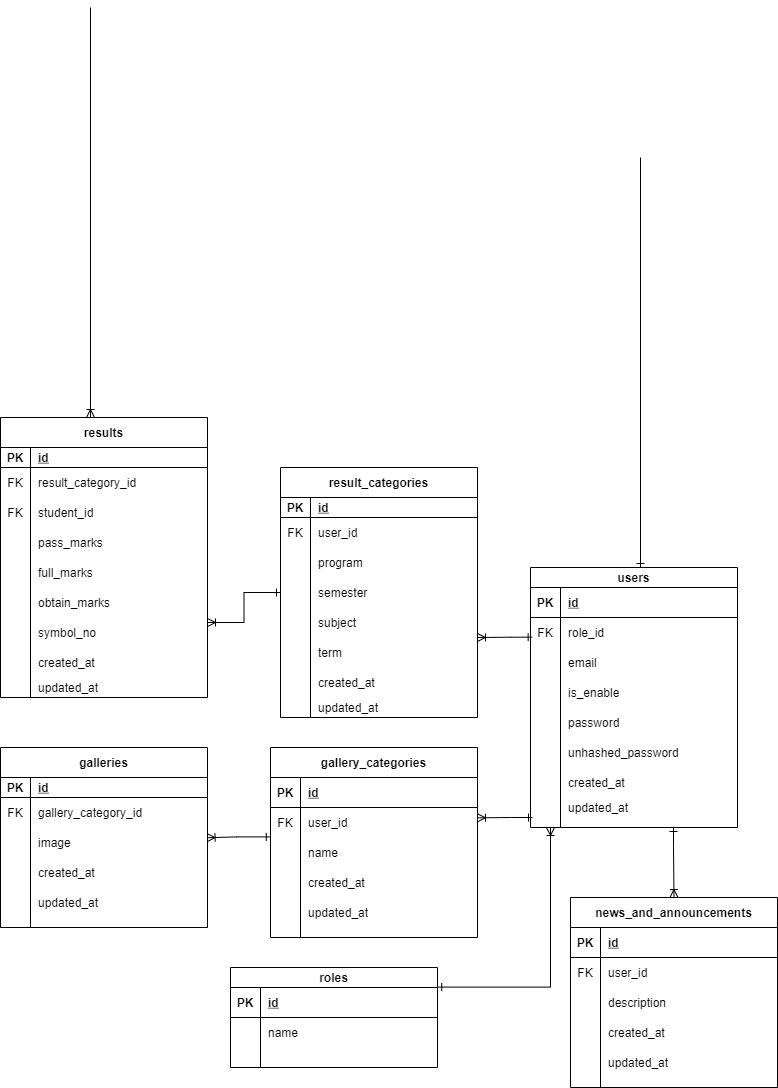 results
PK id
FK result_category_id
FK student_id
pass_marks
full_marks
obtain_marks
symbol_no
created_at
updated_at
result_categories
PK id
FK user_id
program
semester
subject
term
created_at
updated_at
users
PK id
FK role_id
email
is_enable
password
unhashed_password
created_at
updated_at
galleries
PK id
FK gallery_category_id
image
created_at
updated_at
gallery_categories
PK id
FK user_id
name
created_at
updated_at
news_and_announcements
PK id
FK user_id
description
created_at
updated_at
roles
PK id
name